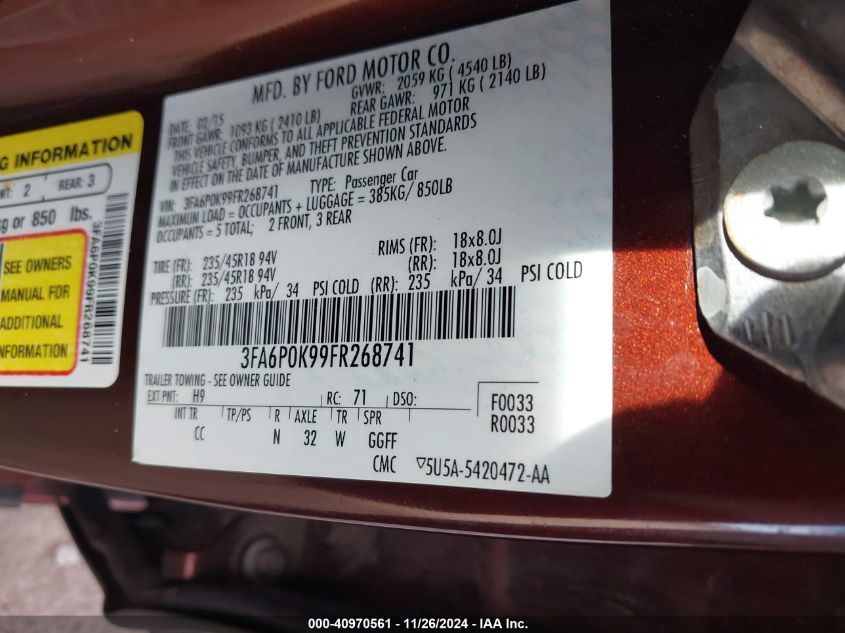 MFD. BY FORD MOTOR CO.
DATE: 02/15 GVWR: 2059 KG ( 4540 LB)
FRONT GAWR: 1093 KG ( 2410 LB) REAR GAWR: 971 KG ( 2140 LB)
THIS VEHICLE CONFORMS TO ALL APPLICABLE FEDERAL MOTOR
VEHICLE SAFETY, BUMPER, AND THEFT PREVENTION STANDARDS
IN EFFECT ON THE DATE OF MANUFACTURE SHOWN ABOVE.
VIN: 3FA6P0K99FR268741 TYPE: Passenger Car
MAXIMUM LOAD = OCCUPANTS + LUGGAGE = 385KG/ 850LB
OCCUPANTS = 5 TOTAL; 2 FRONT, 3 REAR
TIRE (FR): 235/45R18 94V RIMS (FR): 18x8.0J
(RR): 235/45R18 94V (RR): 18x8.0J
PRESSURE (FR): 235 kPa/ 34 PSI COLD (RR): 235 kPa/ 34 PSI COLD
3FA6P0K99FR268741
TRAILER TOWING - SEE OWNER GUIDE
EXT PNT: H9 RC: 71 DSO: F0033
INT TR TP/PS R AXLE TR SPR R0033
CC N 32 W GGFF
CMC ▽5U5A-5420472-AA
INFORMATION
2 REAR: 3
or 850 lbs.
SEE OWNERS
MANUAL FOR
ADDITIONAL
INFORMATION
3FA6P0K99FR268741
000-40970561 - 11/26/2024 - IAA Inc.